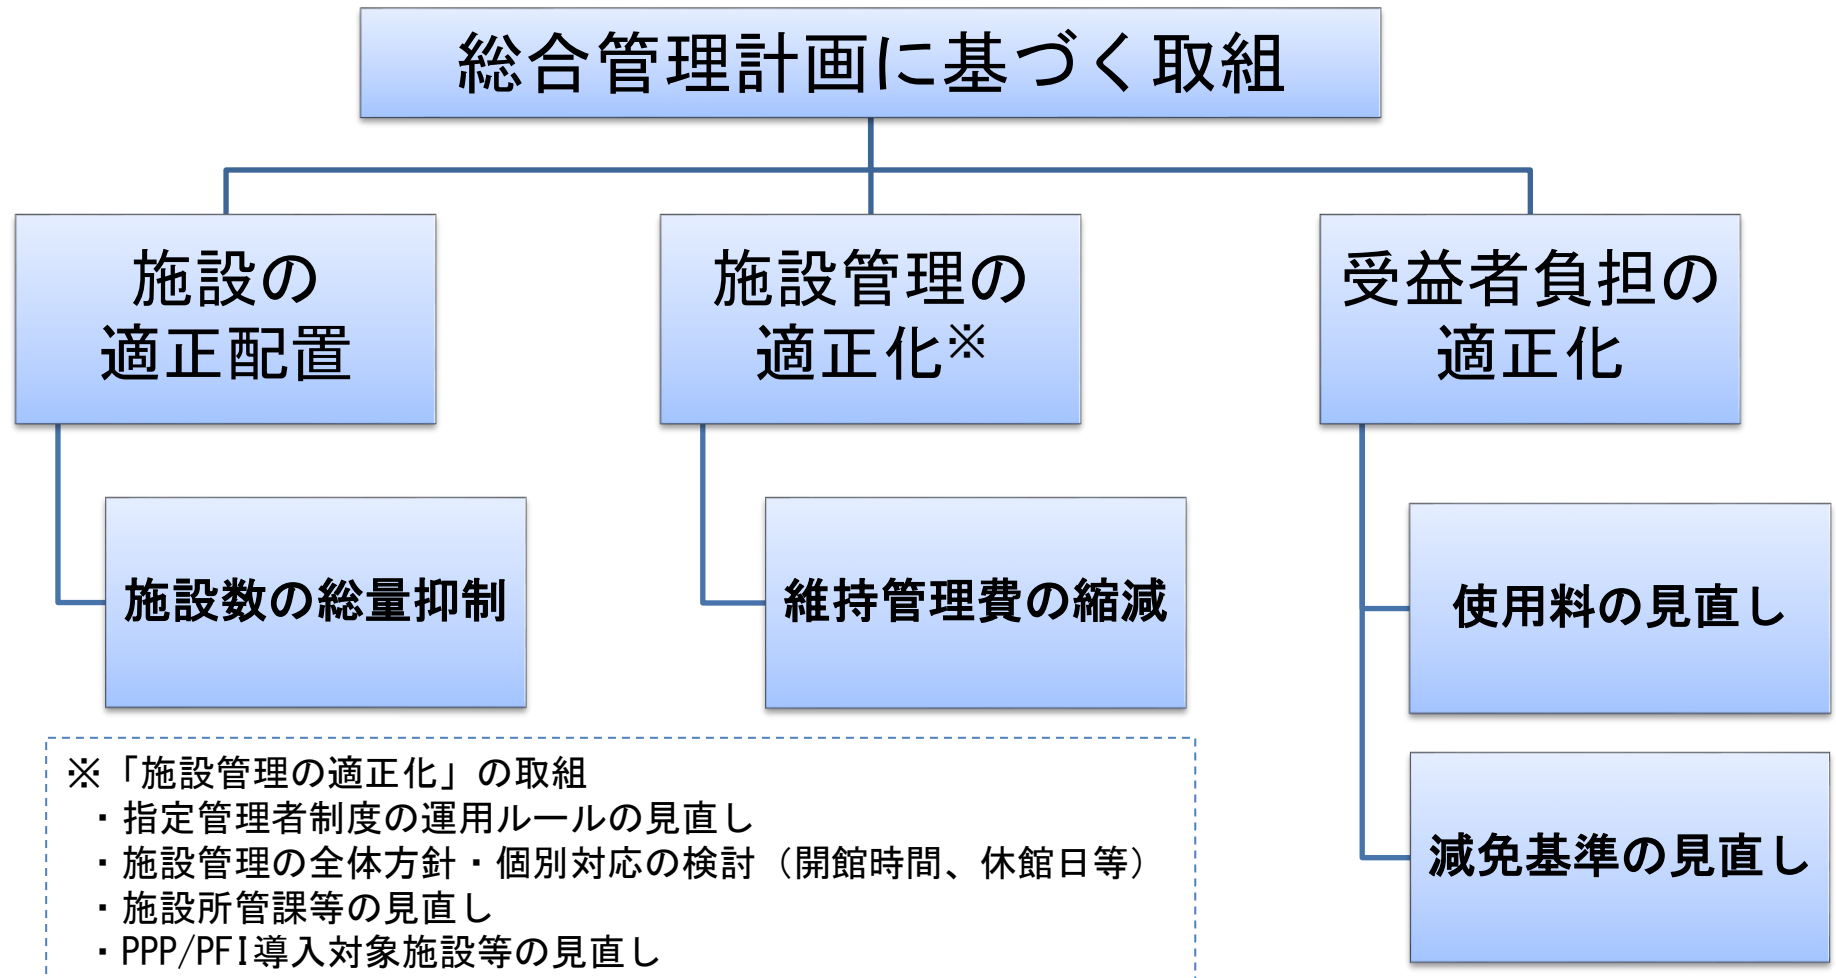 総合管理計画に基づく取組
施設の
適正配置
施設管理の
適正化※
受益者負担の
適正化
施設数の総量抑制
維持管理費の縮減
使用料の見直し
減免基準の見直し
※「施設管理の適正化」の取組
・指定管理者制度の運用ルールの見直し
・施設管理の全体方針・個別対応の検討（開館時間、休館日等）
・施設所管課等の見直し
・PPP/PFI導入対象施設等の見直し